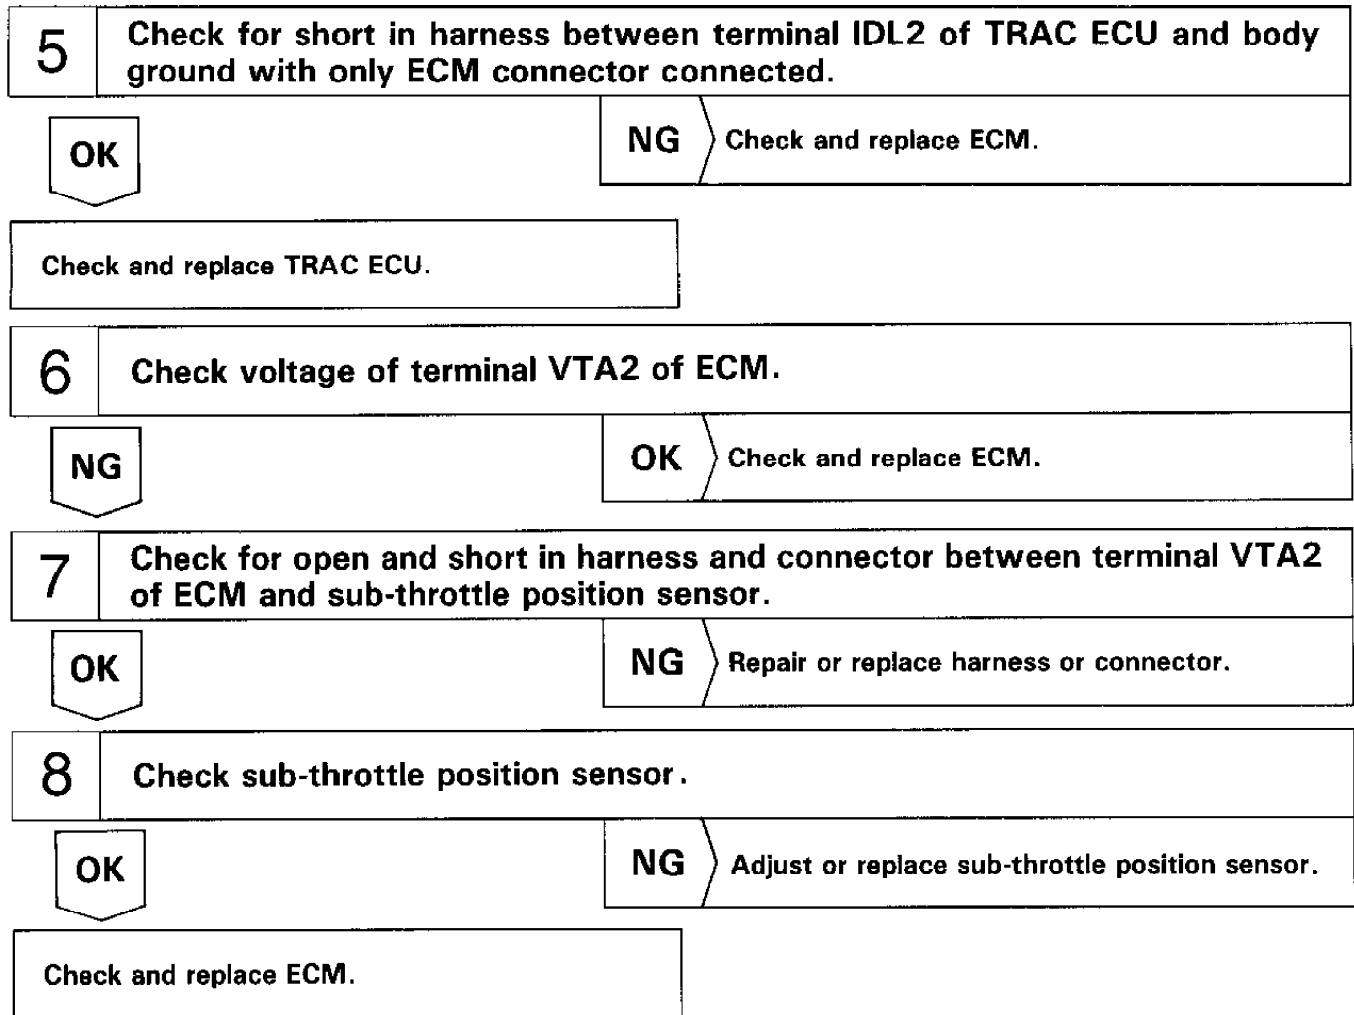 5
Check for short in harness between terminal IDL2 of TRAC ECU and body
ground with only ECM connector connected.
OK
NG
Check and replace ECM.
Check and replace TRAC ECU.
6
Check voltage of terminal VTA2 of ECM.
NG
OK
Check and replace ECM.
7
Check for open and short in harness and connector between terminal VTA2
of ECM and sub-throttle position sensor.
OK
NG
Repair or replace harness or connector.
8
Check sub-throttle position sensor.
OK
NG
Adjust or replace sub-throttle position sensor.
Check and replace ECM.